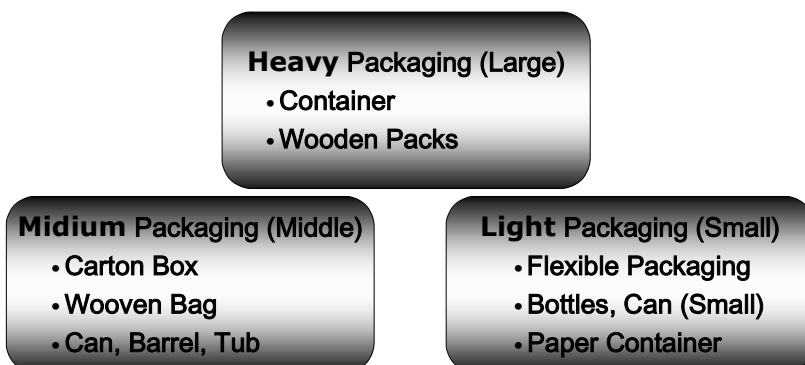 Heavy Packaging (Large)
• Container
• Wooden Packs
Midium Packaging (Middle)
• Carton Box
• Wooven Bag
• Can, Barrel, Tub
Light Packaging (Small)
• Flexible Packaging
• Bottles, Can (Small)
• Paper Container